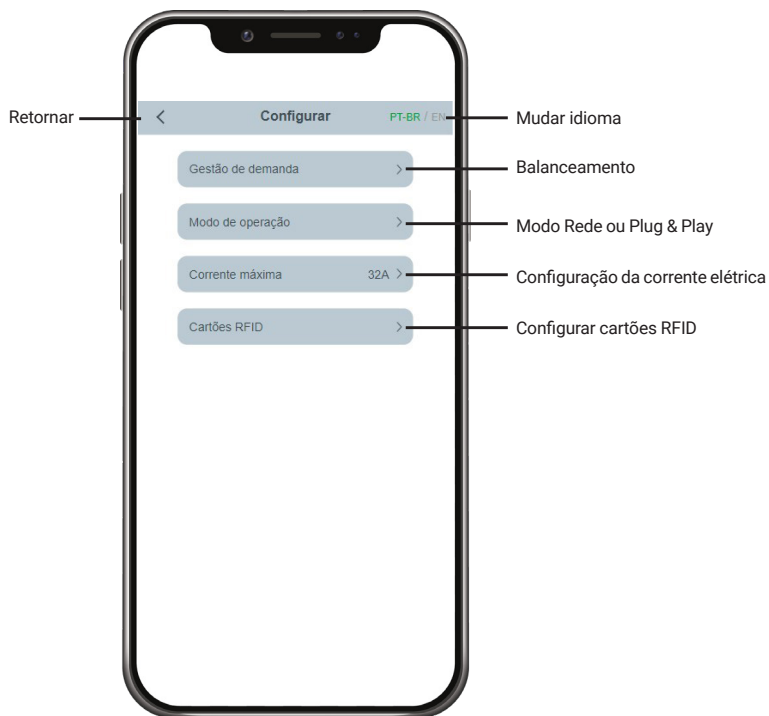 Retornar
Configurar
PT-BR / EN
Mudar idioma
Gestão de demanda
Balanceamento
Modo de operação
Modo Rede ou Plug & Play
Corrente máxima 32A
Configuração da corrente elétrica
Cartões RFID
Configurar cartões RFID